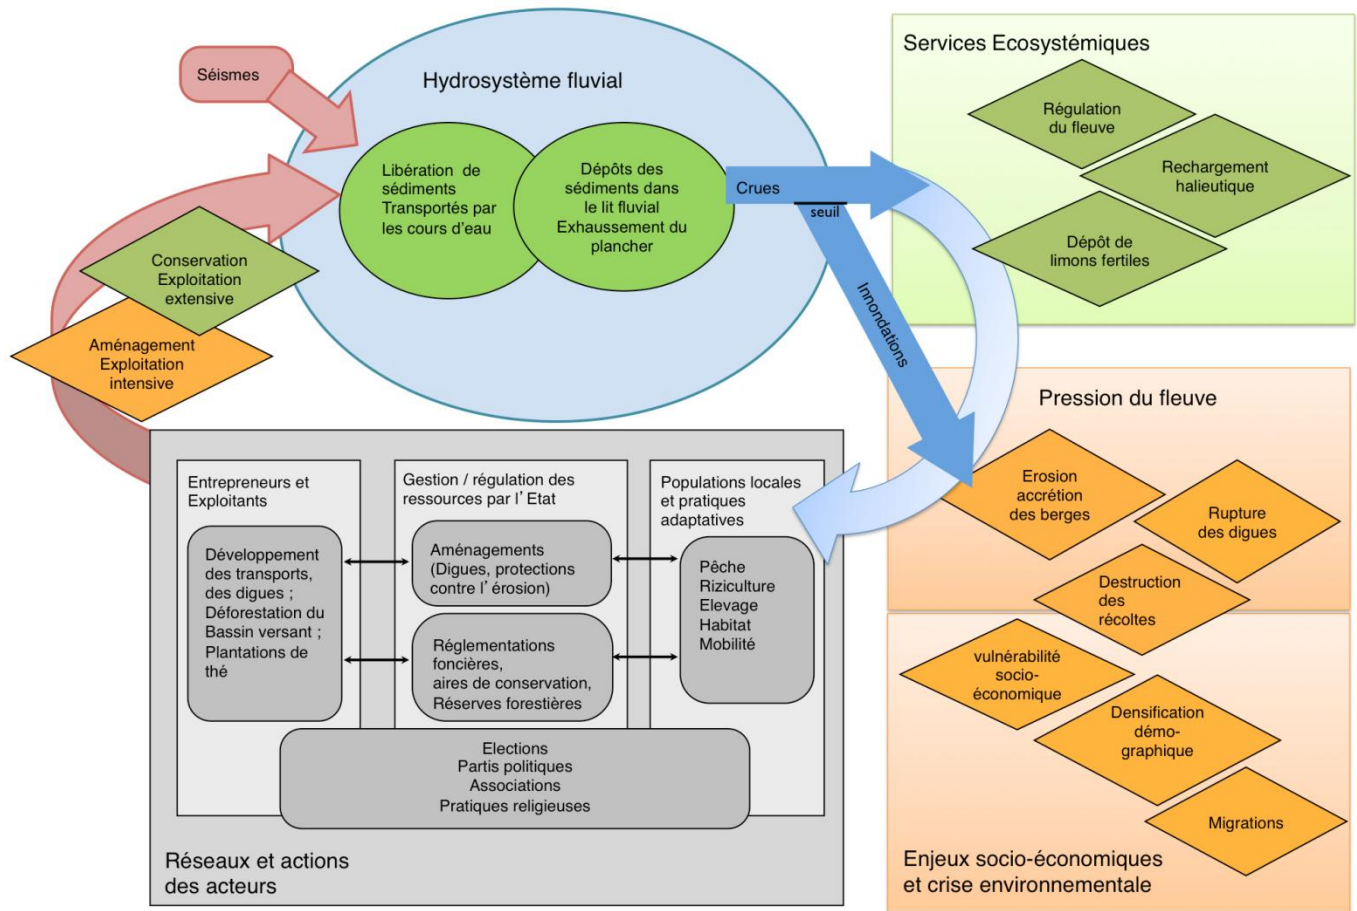 Séismes
Hydrosystème fluvial
Libération de
sédiments
Transportés par
les cours d'eau
Dépôts des
sédiments dans
le lit fluvial
Exhaussement du
plancher
Crues
seuil
Innondations
Conservation
Exploitation
extensive
Aménagement
Exploitation
intensive
Services Ecosystémiques
Régulation
du fleuve
Rechargement
halieutique
Dépôt de
limons fertiles
Pression du fleuve
Erosion
accrétion
des berges
Rupture
des digues
Destruction
des
récoltes
vulnérabilité
socio-
économique
Densification
démo-
graphique
Migrations
Enjeux socio-économiques
et crise environnementale
Entrepreneurs et
Exploitants
Développement
des transports,
des digues ;
Déforestation du
Bassin versant ;
Plantations de
thé
Gestion / régulation des
ressources par l'Etat
Aménagements
(Digues, protections
contre l'érosion)
Réglementations
foncières,
aires de conservation,
Réserves forestières
Populations locales
et pratiques
adaptatives
Pêche
Riziculture
Elevage
Habitat
Mobilité
Elections
Partis politiques
Associations
Pratiques religieuses
Réseaux et actions
des acteurs